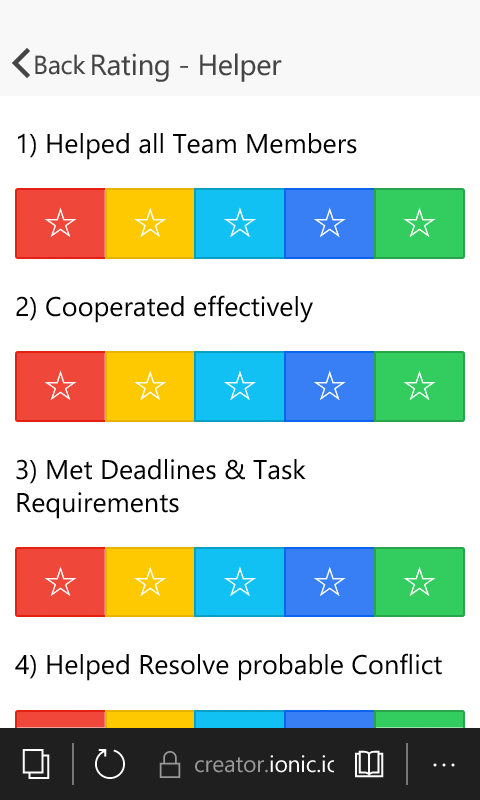 Back Rating - Helper
1) Helped all Team Members
2) Cooperated effectively
3) Met Deadlines & Task
Requirements
4) Helped Resolve probable Conflict
creator.ionic.ic